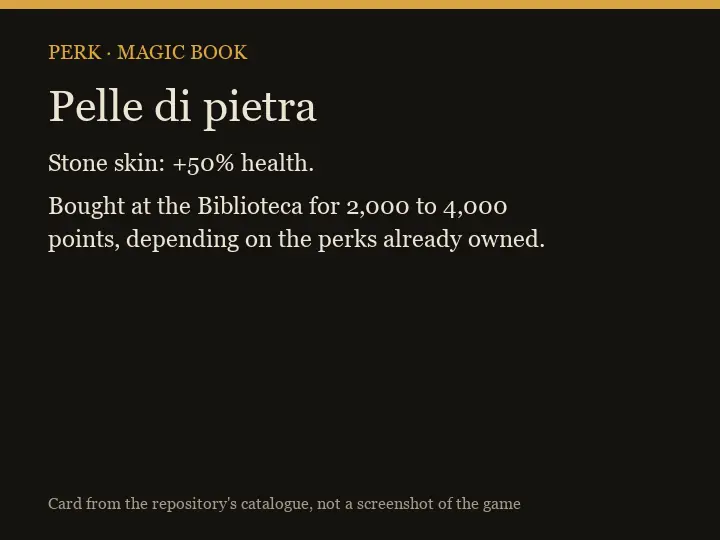 PERK · MAGIC BOOK
Pelle di pietra
Stone skin: +50% health.
Bought at the Biblioteca for 2,000 to 4,000
points, depending on the perks already owned.
Card from the repository's catalogue, not a screenshot of the game